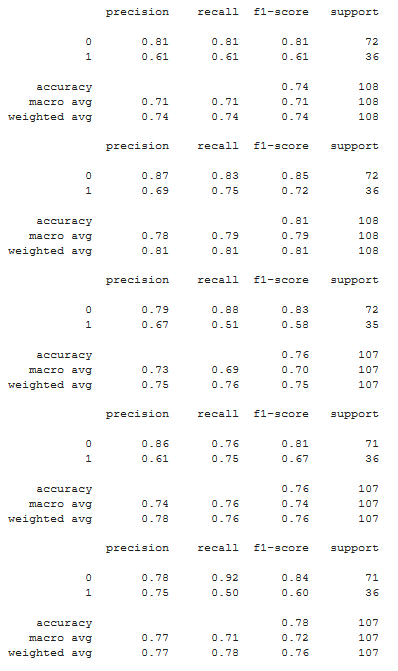 precision recall f1-score support
0 0.81 0.81 0.81 72
1 0.61 0.61 0.61 36
accuracy 0.74 108
macro avg 0.71 0.71 0.71 108
weighted avg 0.74 0.74 0.74 108
precision recall f1-score support
0 0.87 0.83 0.85 72
1 0.69 0.75 0.72 36
accuracy 0.81 108
macro avg 0.78 0.79 0.79 108
weighted avg 0.81 0.81 0.81 108
precision recall f1-score support
0 0.79 0.88 0.83 72
1 0.67 0.51 0.58 35
accuracy 0.76 107
macro avg 0.73 0.69 0.70 107
weighted avg 0.75 0.76 0.75 107
precision recall f1-score support
0 0.86 0.76 0.81 71
1 0.61 0.75 0.67 36
accuracy 0.76 107
macro avg 0.74 0.76 0.74 107
weighted avg 0.78 0.76 0.76 107
precision recall f1-score support
0 0.78 0.92 0.84 71
1 0.75 0.50 0.60 36
accuracy 0.78 107
macro avg 0.77 0.71 0.72 107
weighted avg 0.77 0.78 0.76 107